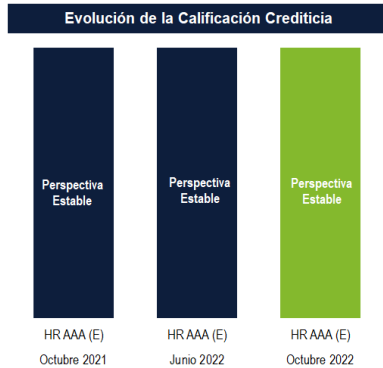 Evolución de la Calificación Crediticia
Perspectiva
Estable
Perspectiva
Estable
Perspectiva
Estable
HR AAA (E)
HR AAA (E)
HR AAA (E)
Octubre 2021
Junio 2022
Octubre 2022